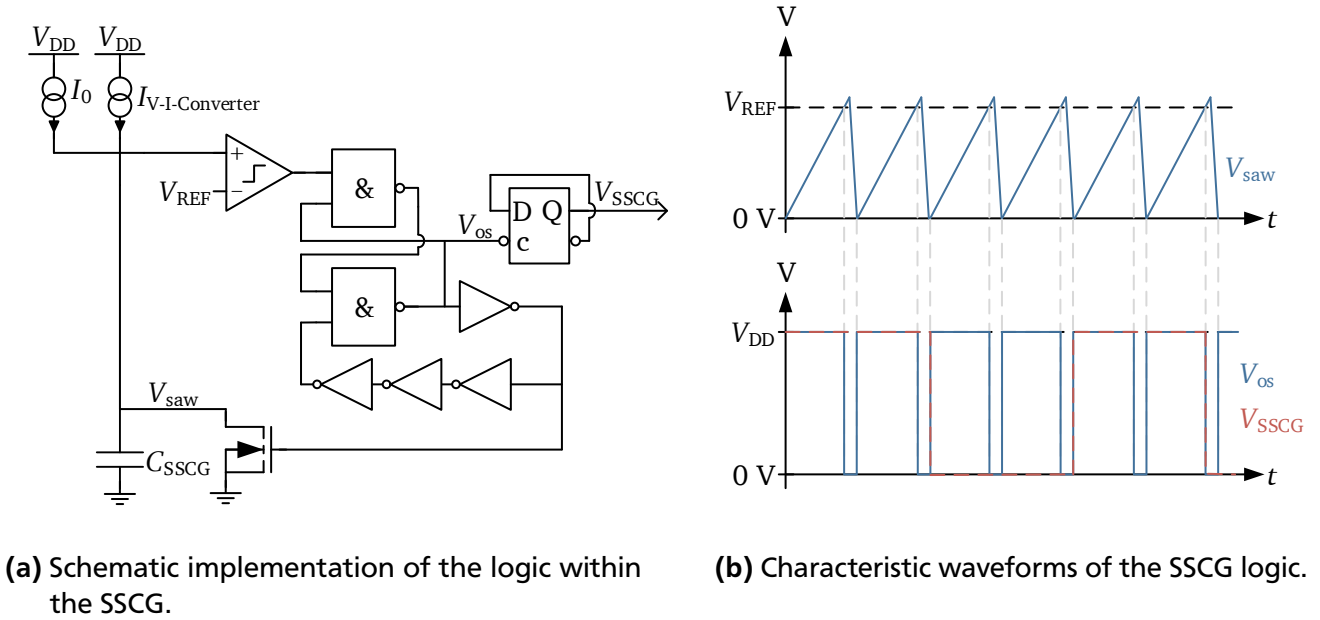 V_DD V_DD
I_0 I_V-I-Converter
+
V_REF −
&
D Q
c
V_SSCG
V_os
&
V_saw
C_SSCG
V
V_REF
V_saw
0 V
t
V
V_DD
V_os
V_SSCG
0 V
t
(a) Schematic implementation of the logic within
the SSCG.
(b) Characteristic waveforms of the SSCG logic.